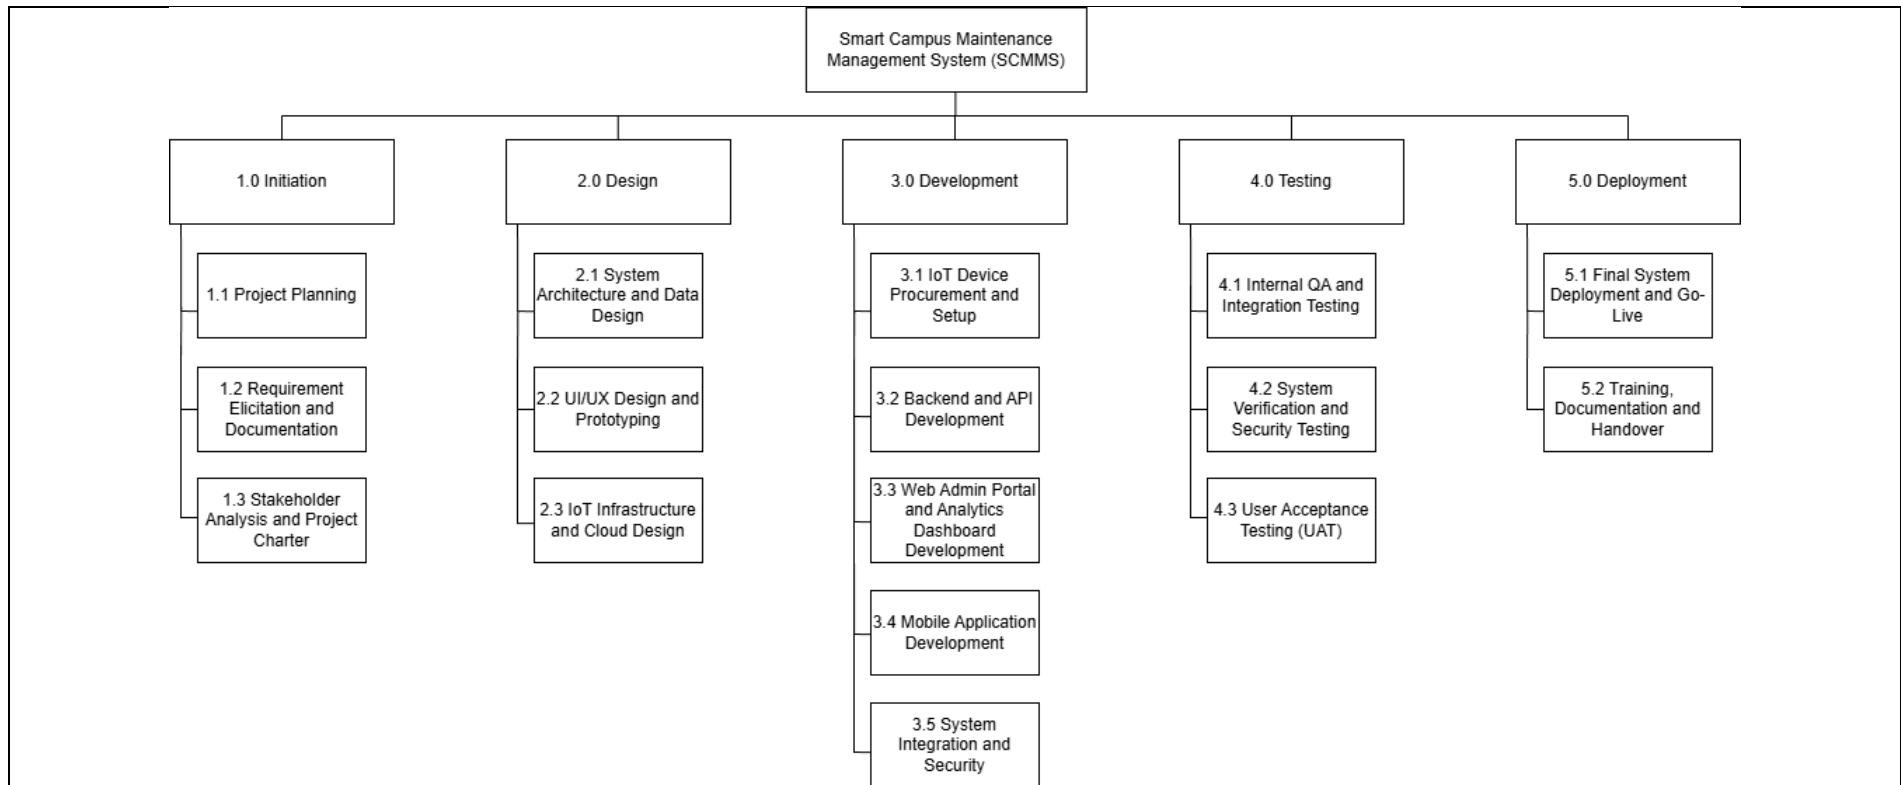 Smart Campus Maintenance
Management System (SCMMS)
1.0 Initiation
2.0 Design
3.0 Development
4.0 Testing
5.0 Deployment
1.1 Project Planning
1.2 Requirement
Elicitation and
Documentation
1.3 Stakeholder
Analysis and Project
Charter
2.1 System
Architecture and Data
Design
2.2 UI/UX Design and
Prototyping
2.3 IoT Infrastructure
and Cloud Design
3.1 IoT Device
Procurement and
Setup
3.2 Backend and API
Development
3.3 Web Admin Portal
and Analytics
Dashboard
Development
3.4 Mobile Application
Development
3.5 System
Integration and
Security
4.1 Internal QA and
Integration Testing
4.2 System
Verification and
Security Testing
4.3 User Acceptance
Testing (UAT)
5.1 Final System
Deployment and Go-
Live
5.2 Training,
Documentation and
Handover